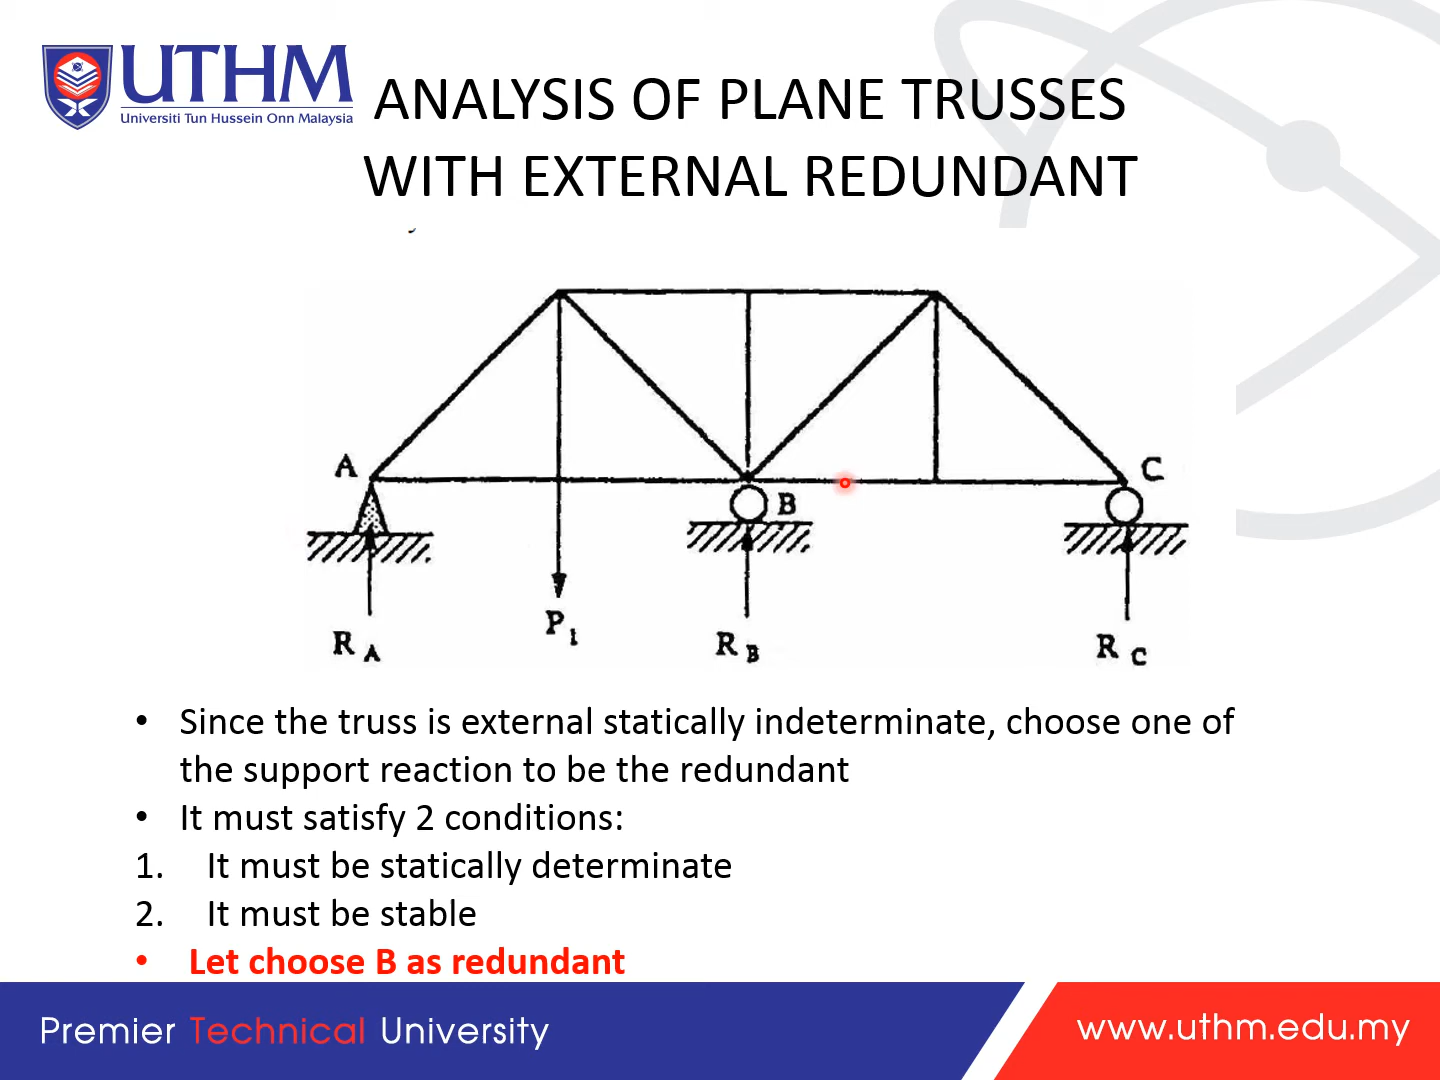 UTHM
Universiti Tun Hussein Onn Malaysia
ANALYSIS OF PLANE TRUSSES
WITH EXTERNAL REDUNDANT
A
B
C
P1
RA
RB
RC
• Since the truss is external statically indeterminate, choose one of
the support reaction to be the redundant
• It must satisfy 2 conditions:
1. It must be statically determinate
2. It must be stable
• Let choose B as redundant
Premier Technical University
www.uthm.edu.my